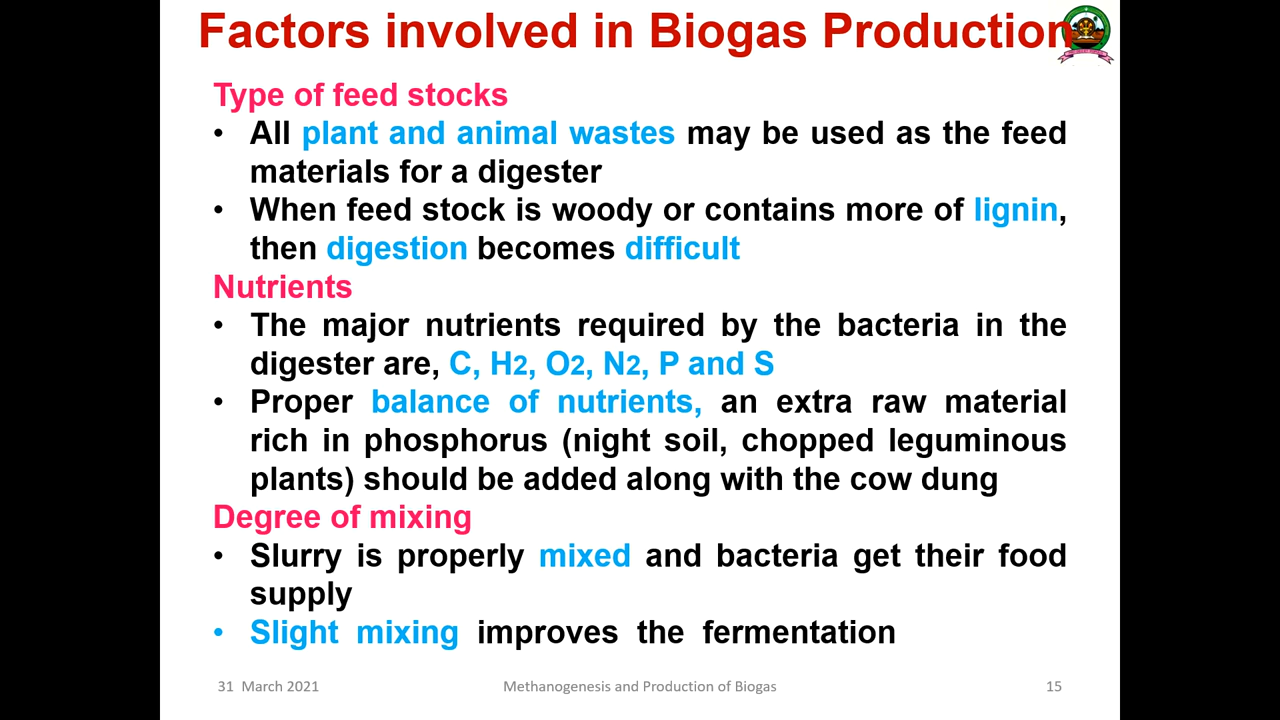 Factors involved in Biogas Production
Type of feed stocks
• All plant and animal wastes may be used as the feed
materials for a digester
• When feed stock is woody or contains more of lignin,
then digestion becomes difficult
Nutrients
• The major nutrients required by the bacteria in the
digester are, C, H2, O2, N2, P and S
• Proper balance of nutrients, an extra raw material
rich in phosphorus (night soil, chopped leguminous
plants) should be added along with the cow dung
Degree of mixing
• Slurry is properly mixed and bacteria get their food
supply
• Slight mixing improves the fermentation
31 March 2021
Methanogenesis and Production of Biogas
15